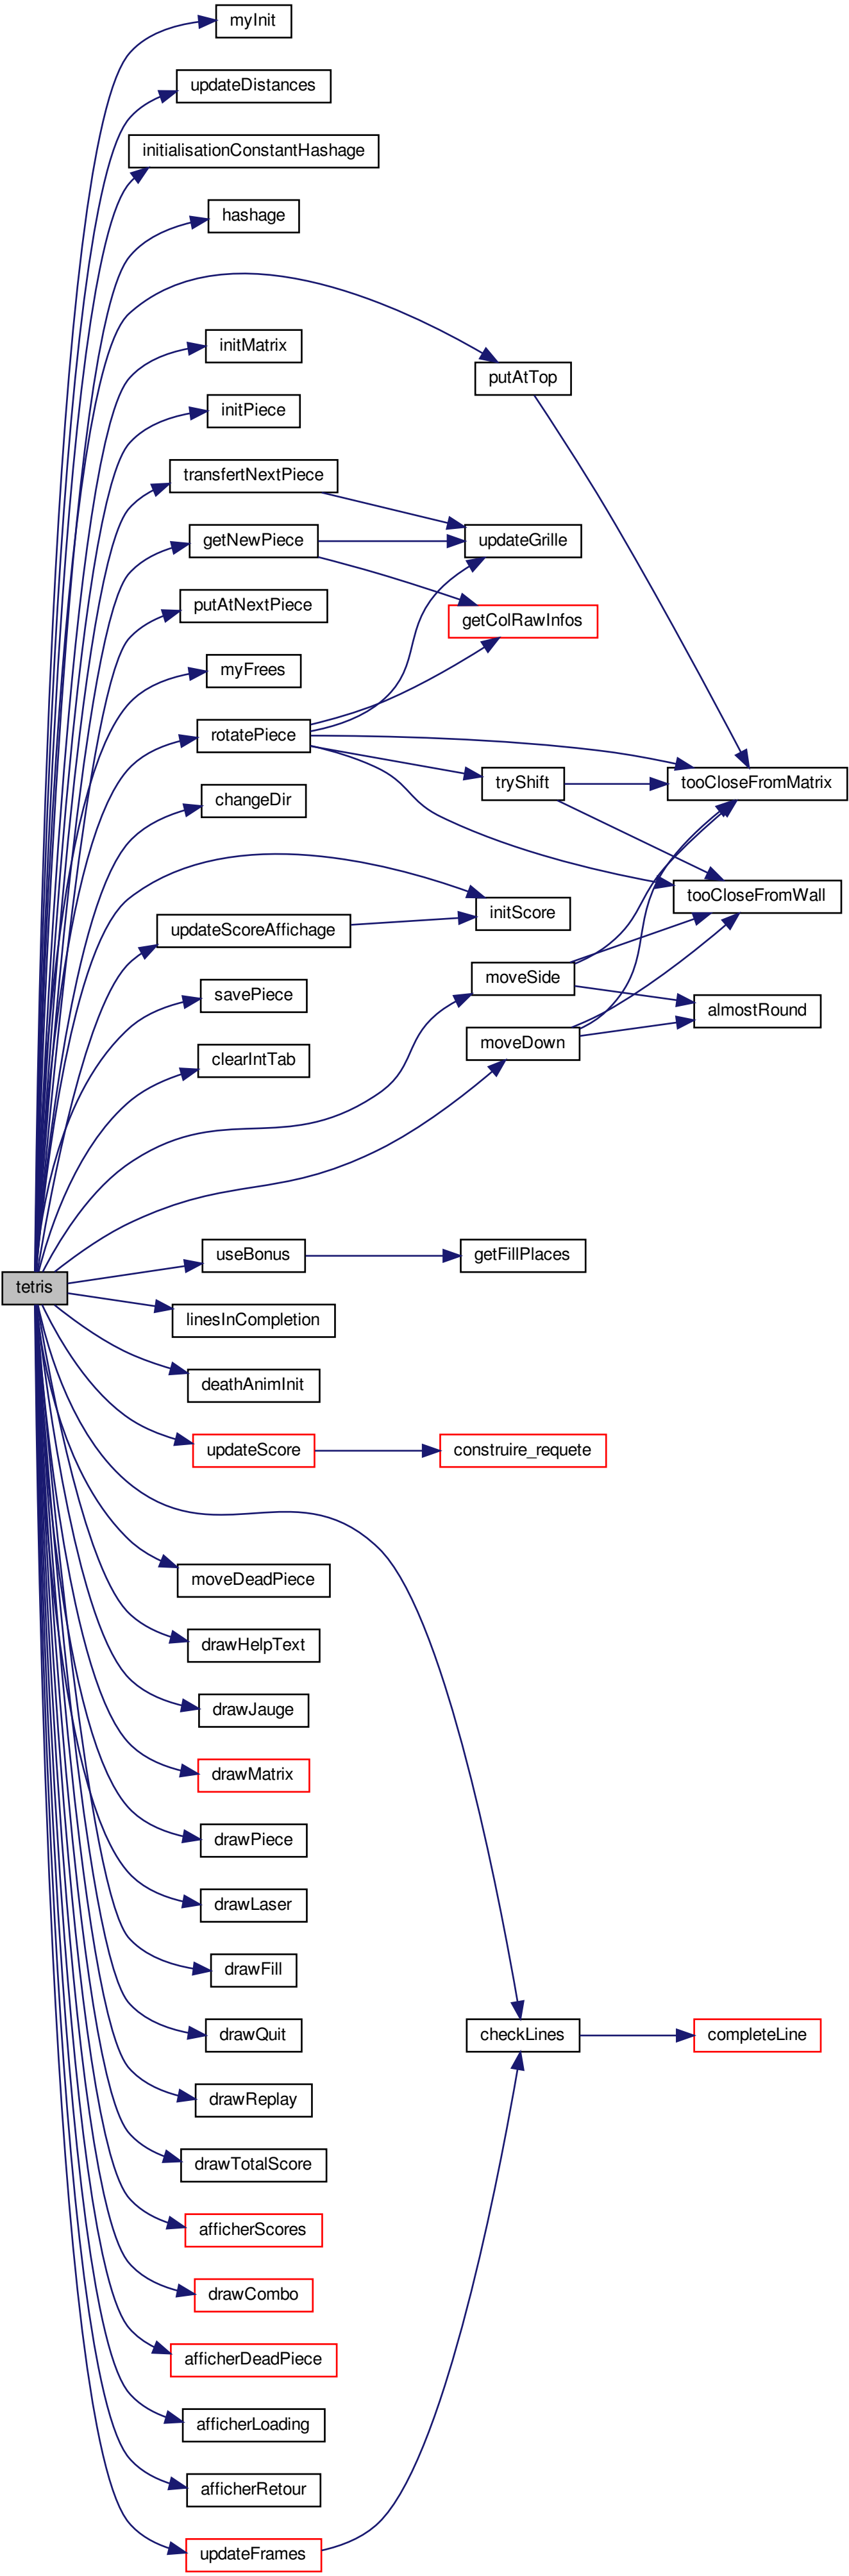 myInit
updateDistances
initialisationConstantHashage
hashage
initMatrix
putAtTop
initPiece
transfertNextPiece
getNewPiece
updateGrille
putAtNextPiece
getColRawInfos
myFrees
rotatePiece
tryShift
tooCloseFromMatrix
changeDir
tooCloseFromWall
initScore
updateScoreAffichage
moveSide
savePiece
almostRound
moveDown
clearIntTab
useBonus
getFillPlaces
tetris
linesInCompletion
deathAnimInit
updateScore
construire_requete
moveDeadPiece
drawHelpText
drawJauge
drawMatrix
drawPiece
drawLaser
drawFill
drawQuit
checkLines
completeLine
drawReplay
drawTotalScore
afficherScores
drawCombo
afficherDeadPiece
afficherLoading
afficherRetour
updateFrames